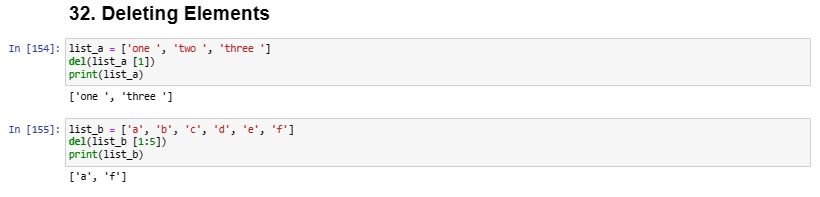 32. Deleting Elements
In [154]: list_a = ['one ', 'two ', 'three ']
del(list_a [1])
print(list_a)
['one ', 'three ']
In [155]: list_b = ['a', 'b', 'c', 'd', 'e', 'f']
del(list_b [1:5])
print(list_b)
['a', 'f']